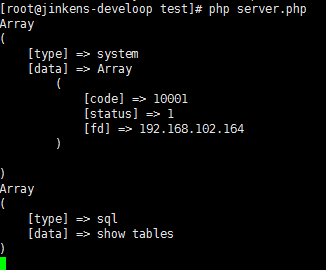 [root@jinkens-develoop test]# php server.php
Array
(
    [type] => system
    [data] => Array
        (
            [code] => 10001
            [status] => 1
            [fd] => 192.168.102.164
        )

)
Array
(
    [type] => sql
    [data] => show tables
)